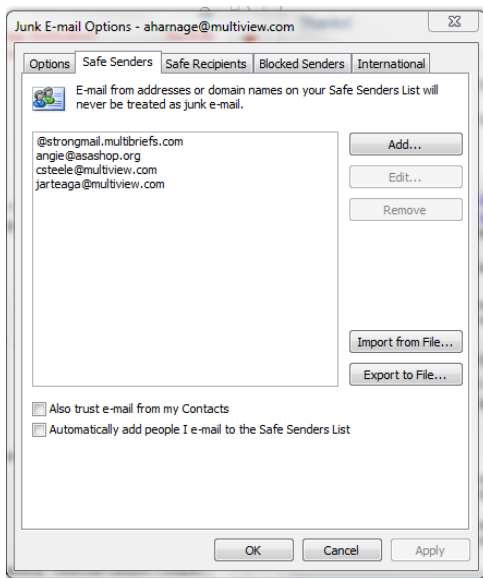 Junk E-mail Options - aharnage@multiview.com
Options Safe Senders Safe Recipients Blocked Senders International
E-mail from addresses or domain names on your Safe Senders List will
never be treated as junk e-mail.
@strongmail.multibriefs.com
angie@asashop.org
csteele@multiview.com
jarteaga@multiview.com
Add...
Edit...
Remove
Import from File...
Export to File...
Also trust e-mail from my Contacts
Automatically add people I e-mail to the Safe Senders List
OK Cancel Apply